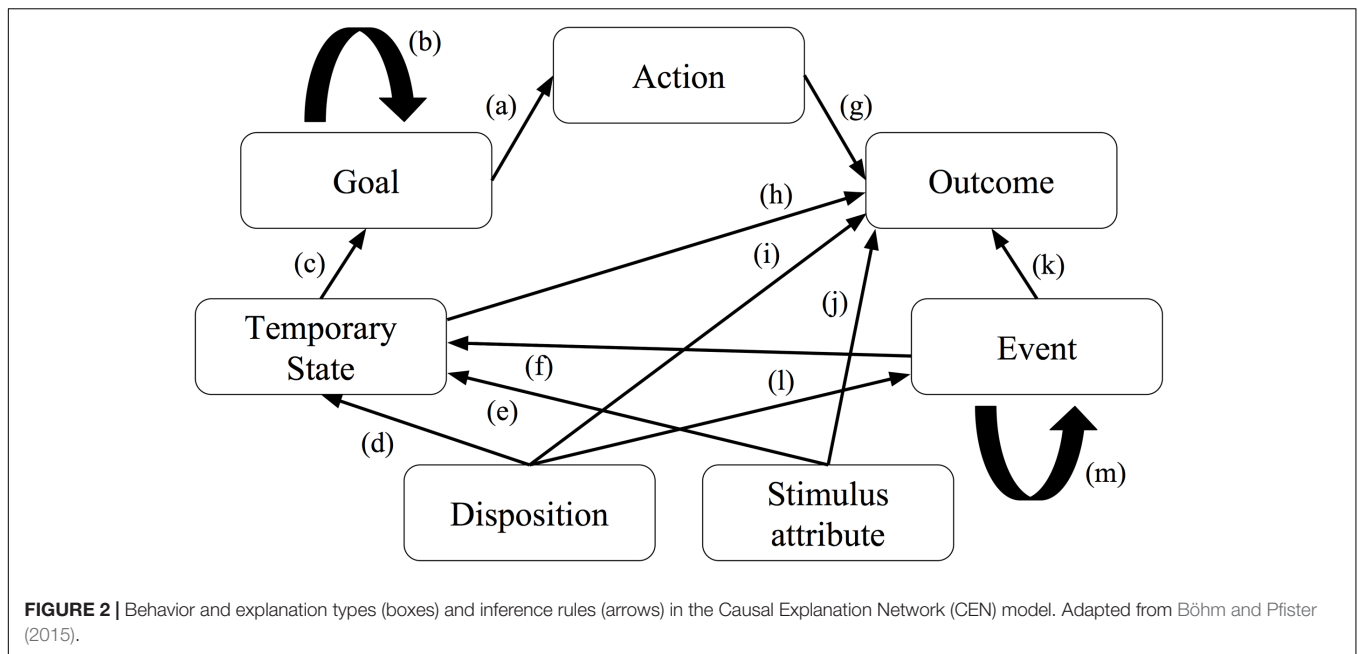 (b)
(a)
Action
(g)
Goal
Outcome
(h)
(c)
(i)
(k)
(j)
Temporary
State
Event
(f)
(l)
(e)
(d)
(m)
Disposition
Stimulus
attribute
FIGURE 2 | Behavior and explanation types (boxes) and inference rules (arrows) in the Causal Explanation Network (CEN) model. Adapted from Böhm and Pfister
(2015).